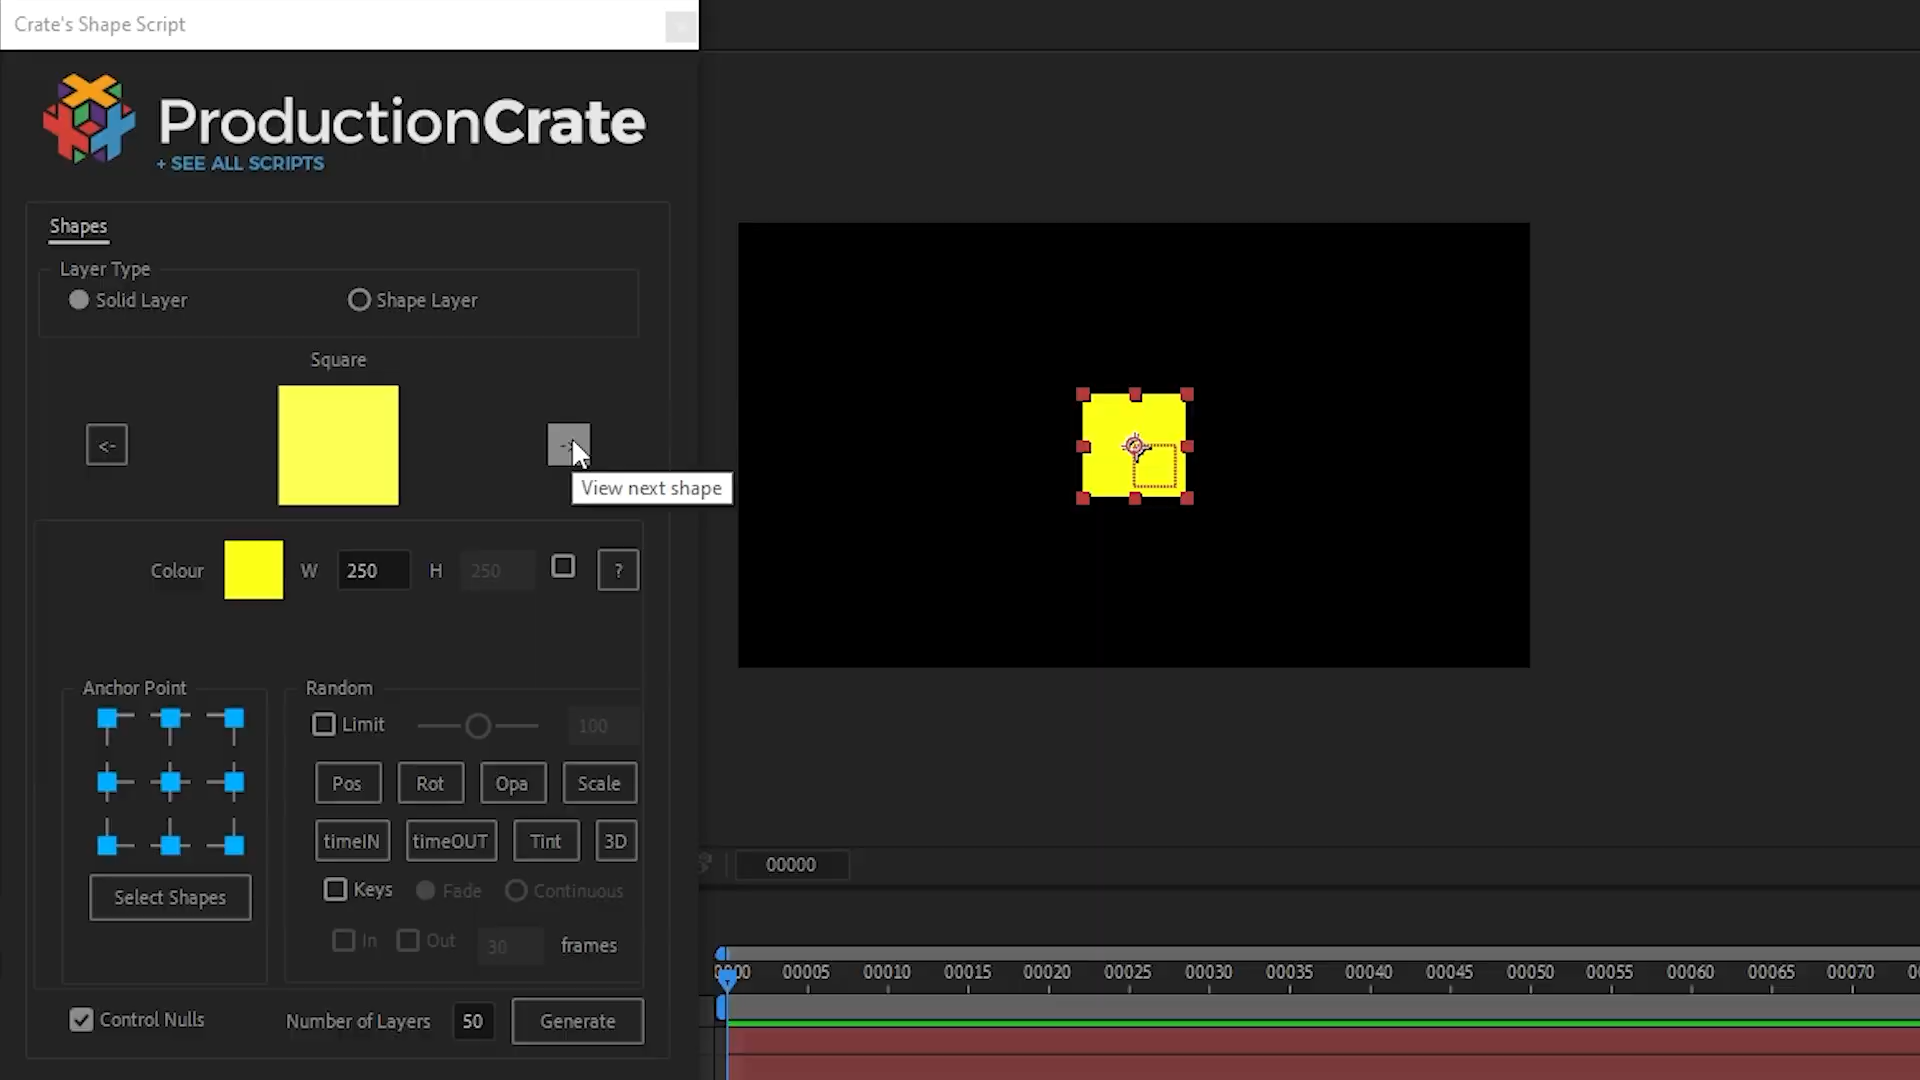 Crate's Shape Script
ProductionCrate
+ SEE ALL SCRIPTS
Shapes
Layer Type
Solid Layer Shape Layer
Square
<-
View next shape
Colour W 250 H 250 ?
Anchor Point Random
Limit 100
Pos Rot Opa Scale
timeIN timeOUT Tint 3D
Keys Fade Continuous
Select Shapes
In Out 30 frames
Control Nulls Number of Layers 50 Generate
00000
00005 00010 00015 00020 00025 00030 00035 00040 00045 00050 00055 00060 00065 00070